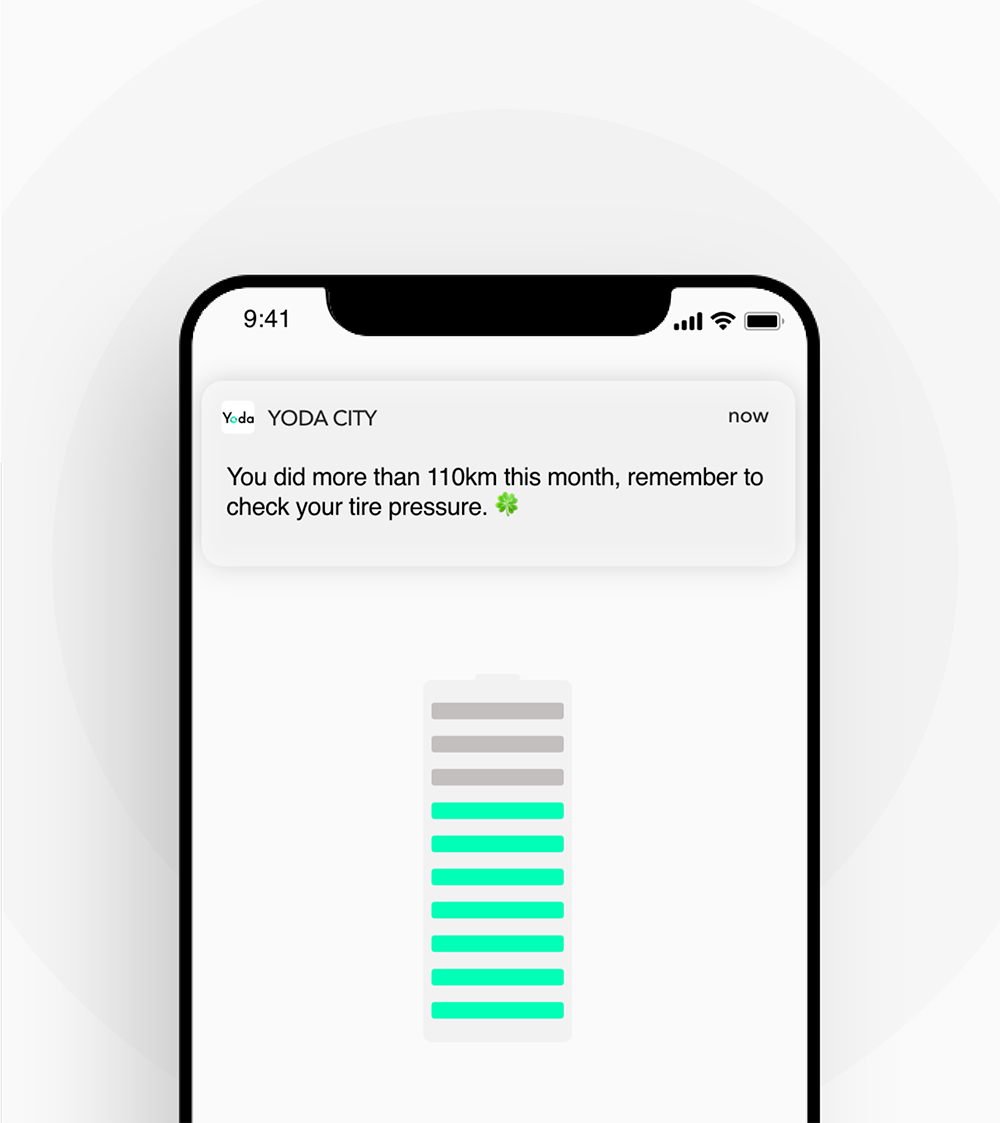 9:41
Yoda YODA CITY now
You did more than 110km this month, remember to
check your tire pressure. 🍀